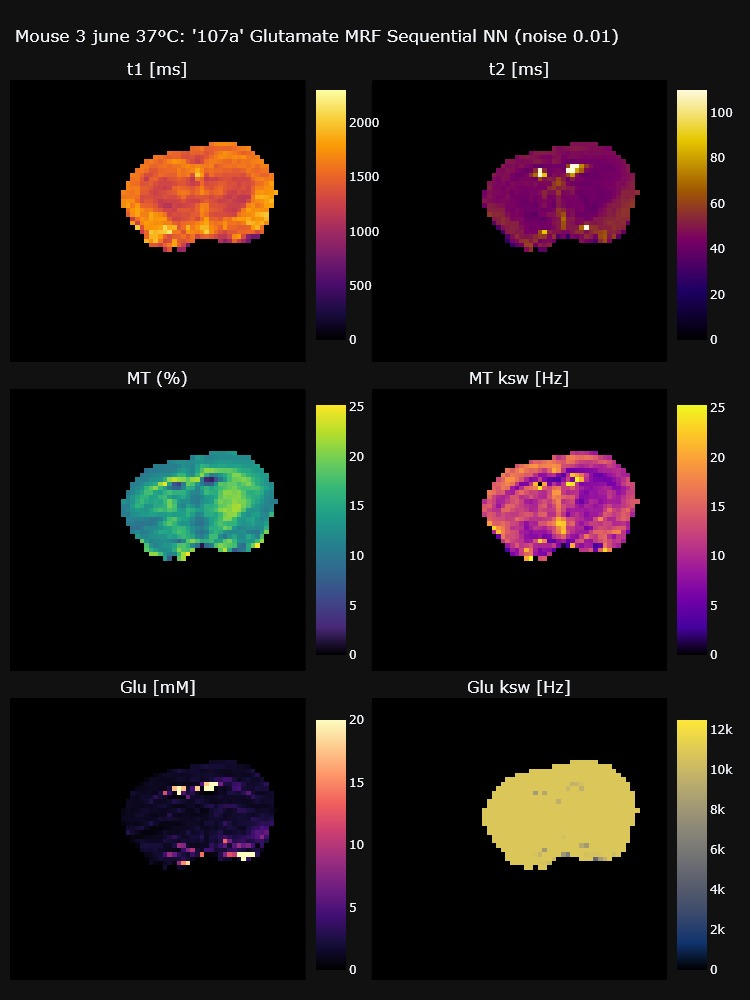 Mouse 3 june 37ºC: '107a' Glutamate MRF Sequential NN (noise 0.01)
t1 [ms]
t2 [ms]
2000
1500
1000
500
0
100
80
60
40
20
0
MT (%)
MT ksw [Hz]
25
20
15
10
5
0
25
20
15
10
5
0
Glu [mM]
Glu ksw [Hz]
20
15
10
5
0
12k
10k
8k
6k
4k
2k
0